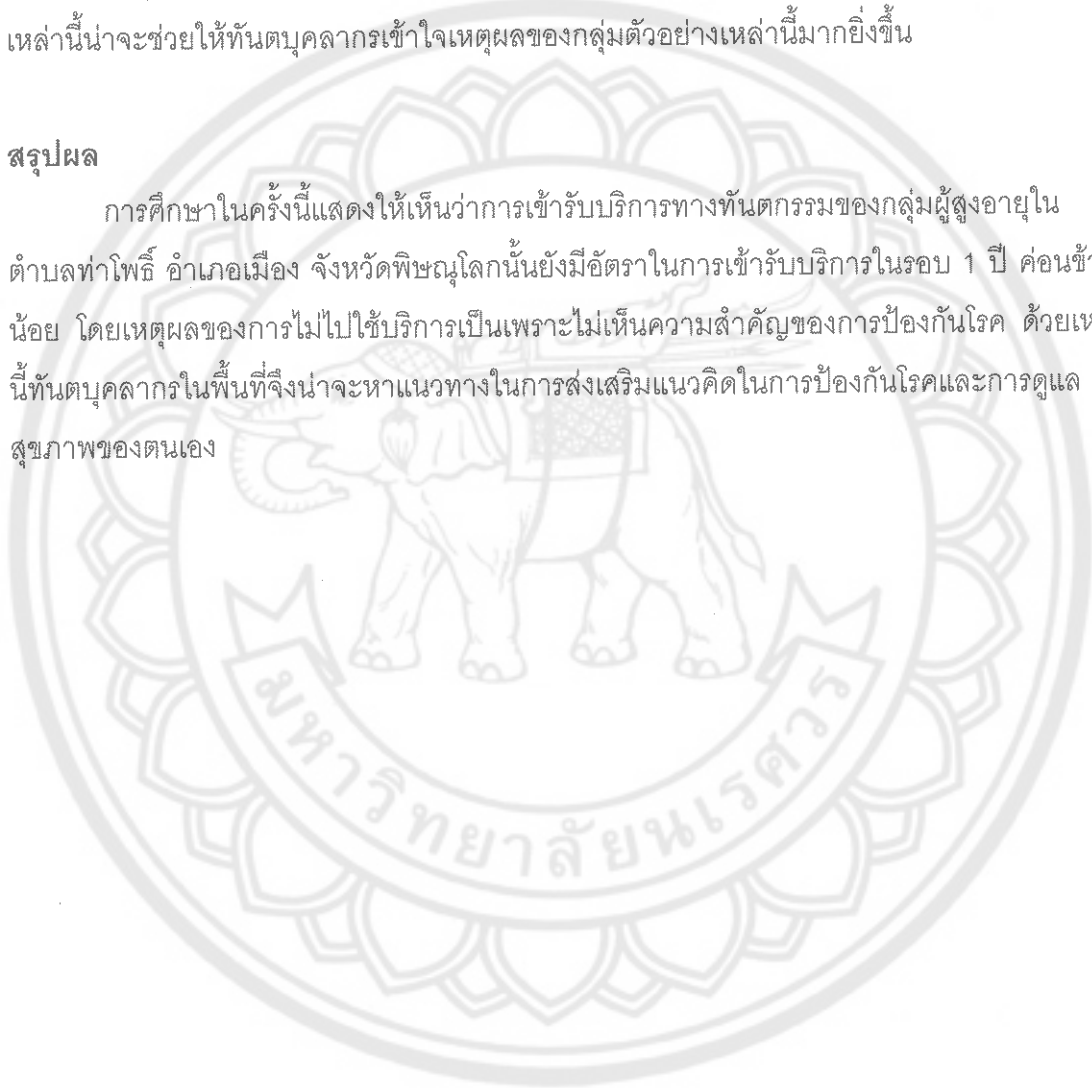 เหล่านี้น่าจะช่วยให้ทันตบุคลากรเข้าใจเหตุผลของกลุ่มตัวอย่างเหล่านี้มากยิ่งขึ้น
สรุปผล
การศึกษาในครั้งนี้แสดงให้เห็นว่าการเข้ารับบริการทางทันตกรรมของกลุ่มผู้สูงอายุใน
ตำบลท่าโพธิ์ อำเภอเมือง จังหวัดพิษณุโลกนั้นยังมีอัตราในการเข้ารับบริการในรอบ 1 ปี ค่อนข้า
น้อย โดยเหตุผลของการไม่ไปใช้บริการเป็นเพราะไม่เห็นความสำคัญของการป้องกันโรค ด้วยเห
นี้ทันตบุคลากรในพื้นที่จึงน่าจะหาแนวทางในการส่งเสริมแนวคิดในการป้องกันโรคและการดูแล
สุขภาพของตนเอง
มหาวิทยาลัยนเรศวร